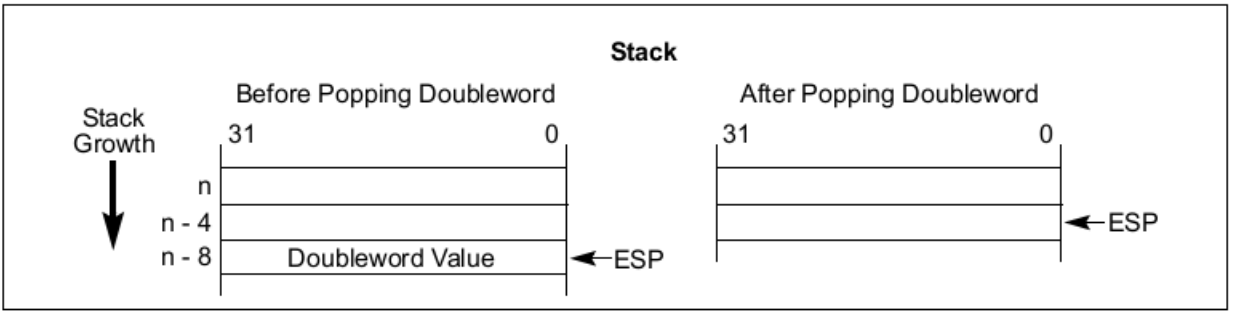 Stack
Before Popping Doubleword
After Popping Doubleword
Stack
Growth
31 0
31 0
n
n - 4
ESP
n - 8 Doubleword Value ESP